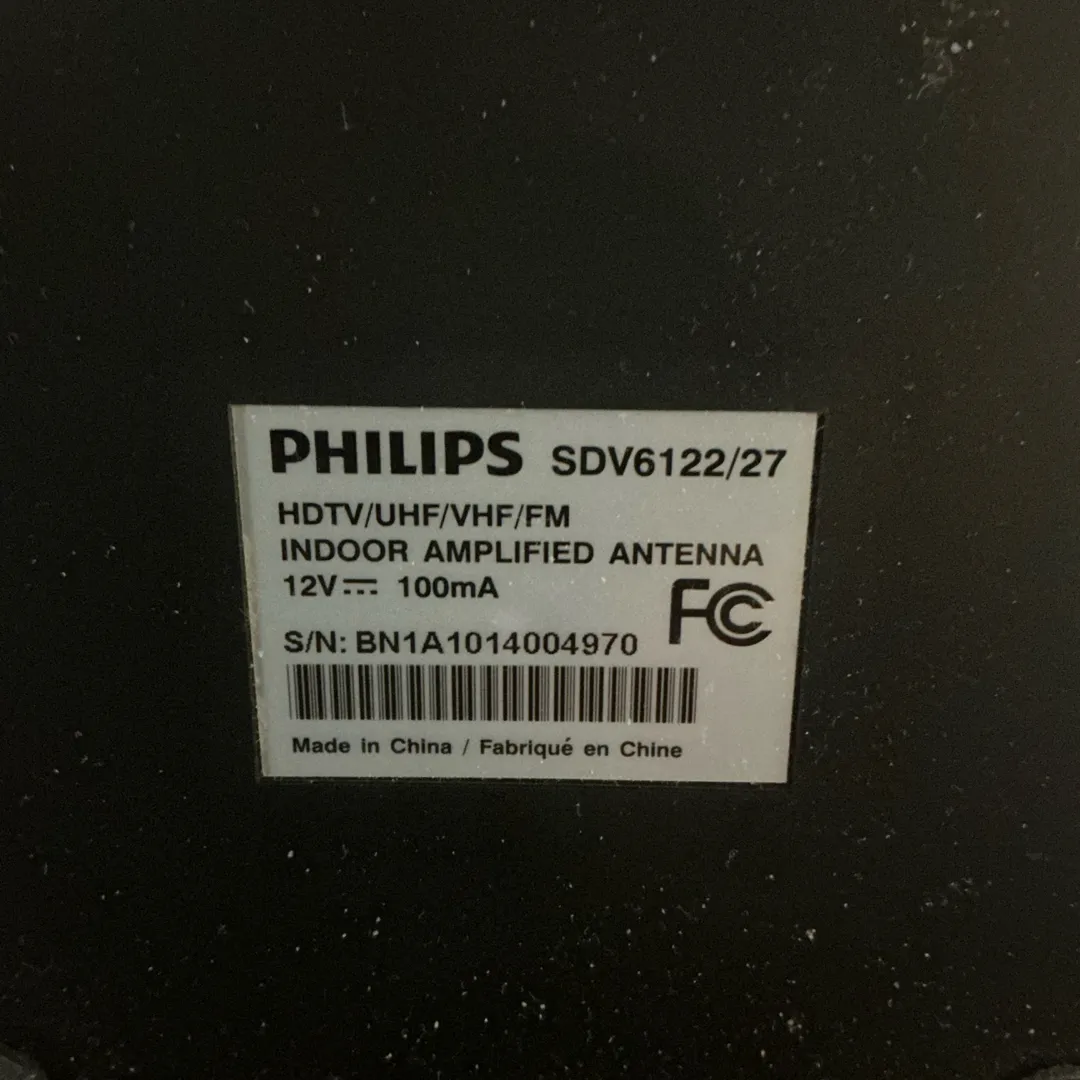 PHILIPS SDV6122/27
HDTV/UHF/VHF/FM
INDOOR AMPLIFIED ANTENNA
12V⎓ 100mA
FC
S/N: BN1A1014004970
Made in China / Fabriqué en Chine